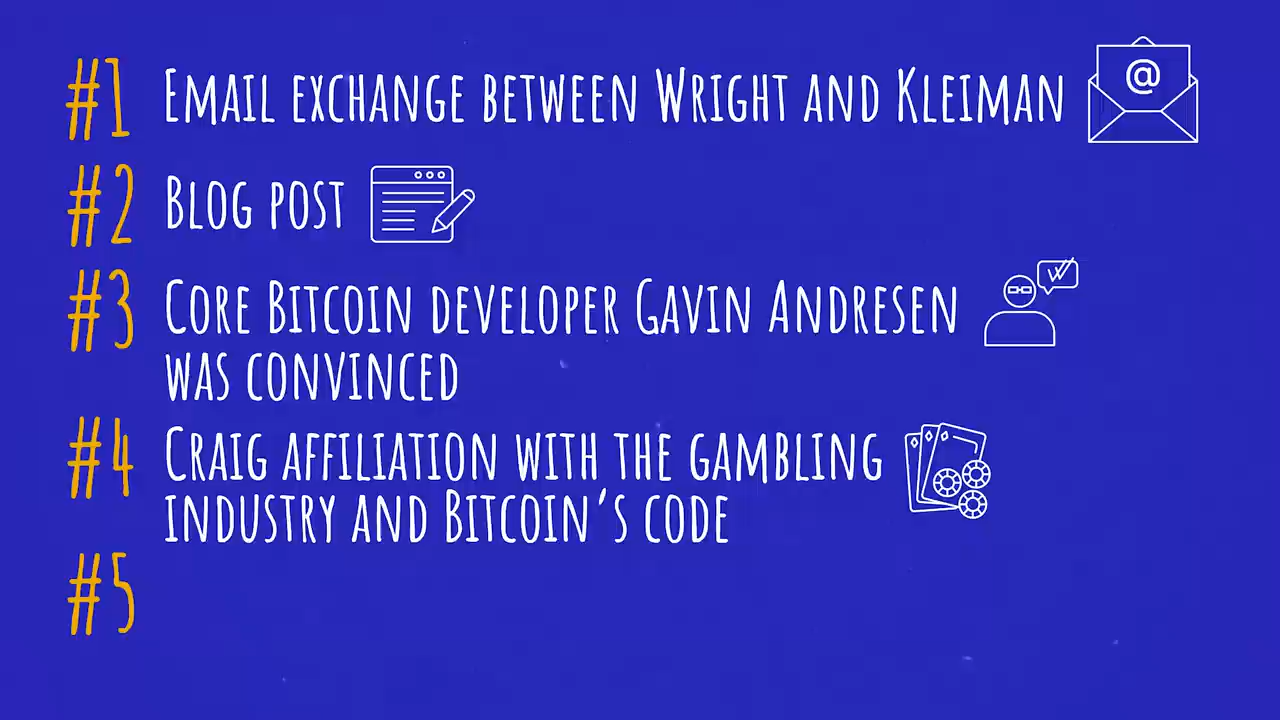 #1 Email exchange between Wright and Kleiman
@
#2 Blog post
#3 Core Bitcoin developer Gavin Andresen
was convinced
#4 Craig affiliation with the gambling
industry and Bitcoin's code
#5